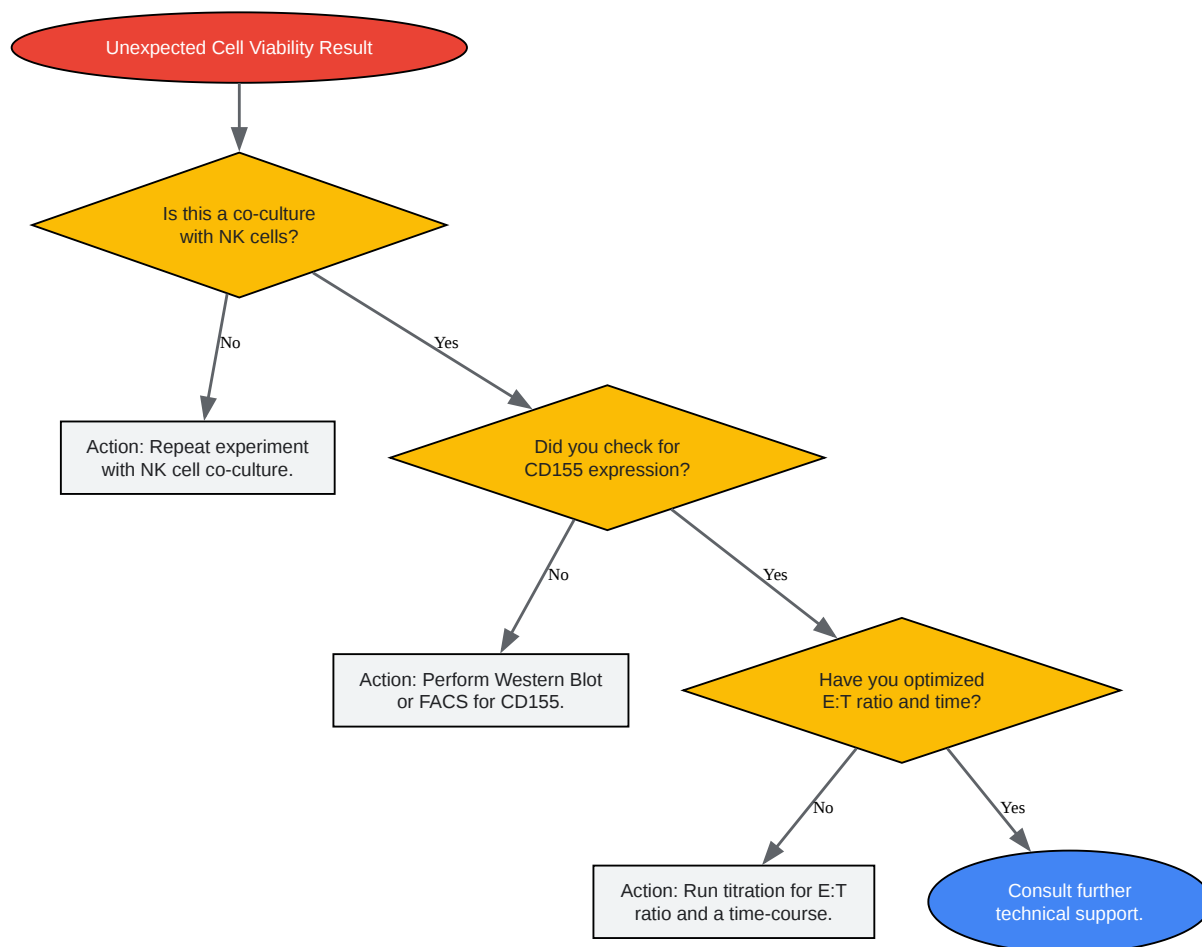 Unexpected Cell Viability Result
Is this a co-culture
with NK cells?
No
Yes
Action: Repeat experiment
with NK cell co-culture.
Did you check for
CD155 expression?
No
Yes
Action: Perform Western Blot
or FACS for CD155.
Have you optimized
E:T ratio and time?
No
Yes
Action: Run titration for E:T
ratio and a time-course.
Consult further
technical support.